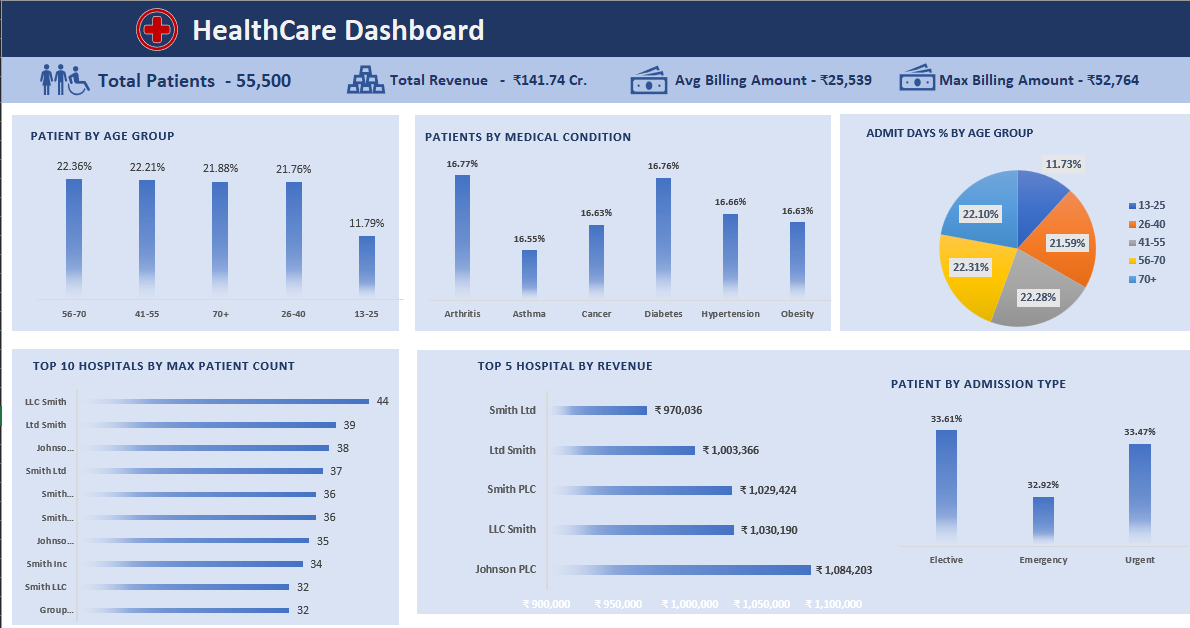 HealthCare Dashboard
Total Patients - 55,500
Total Revenue - ₹141.74 Cr.
Avg Billing Amount - ₹25,539
Max Billing Amount - ₹52,764
PATIENT BY AGE GROUP
22.36%
22.21%
21.88%
21.76%
11.79%
56-70
41-55
70+
26-40
13-25
PATIENTS BY MEDICAL CONDITION
16.77%
16.55%
16.63%
16.76%
16.66%
16.63%
Arthritis
Asthma
Cancer
Diabetes
Hypertension
Obesity
ADMIT DAYS % BY AGE GROUP
11.73%
21.59%
22.28%
22.31%
22.10%
13-25
26-40
41-55
56-70
70+
TOP 10 HOSPITALS BY MAX PATIENT COUNT
LLC Smith 44
Ltd Smith 39
Johnso... 38
Smith Ltd 37
Smith... 36
Smith... 36
Johnso... 35
Smith Inc 34
Smith LLC 32
Group... 32
TOP 5 HOSPITAL BY REVENUE
Smith Ltd ₹ 970,036
Ltd Smith ₹ 1,003,366
Smith PLC ₹ 1,029,424
LLC Smith ₹ 1,030,190
Johnson PLC ₹ 1,084,203
₹ 900,000 ₹ 950,000 ₹ 1,000,000 ₹ 1,050,000 ₹ 1,100,000
PATIENT BY ADMISSION TYPE
33.61%
32.92%
33.47%
Elective
Emergency
Urgent